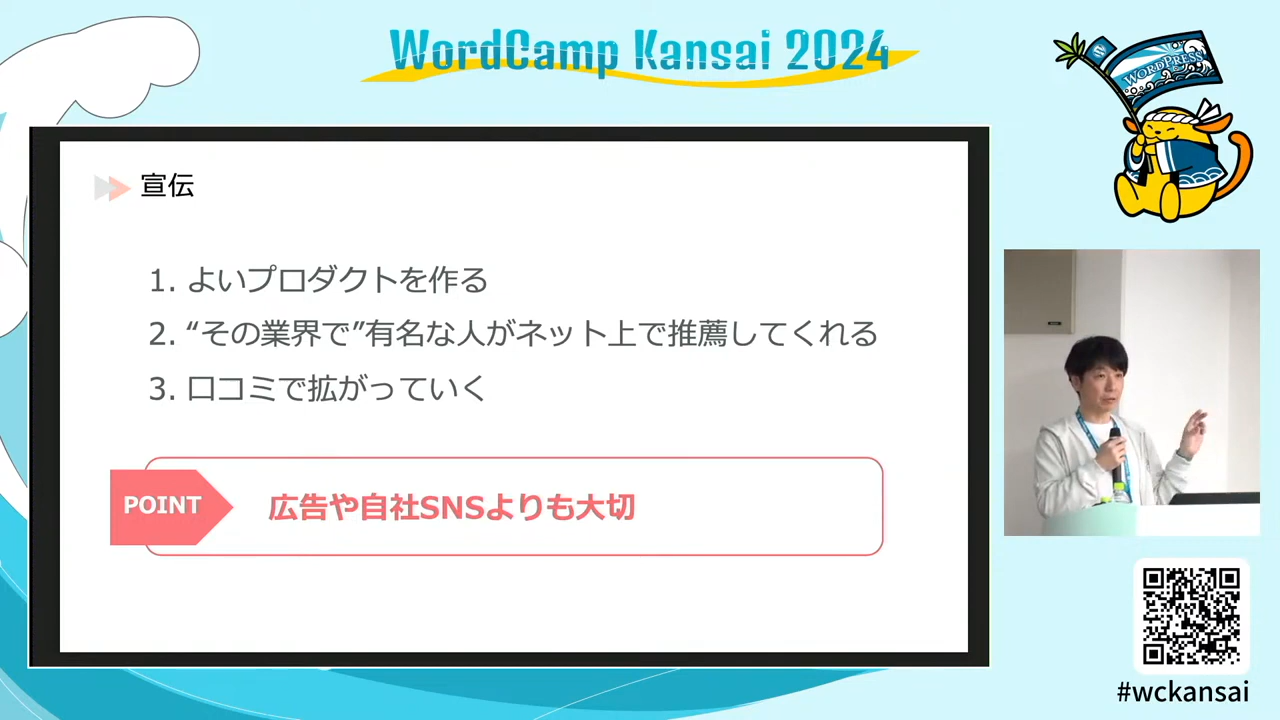 WordCamp Kansai 2024
WORDPRESS
宣伝
1. よいプロダクトを作る
2. “その業界で”有名な人がネット上で推薦してくれる
3. 口コミで拡がっていく
POINT
広告や自社SNSよりも大切
#wckansai